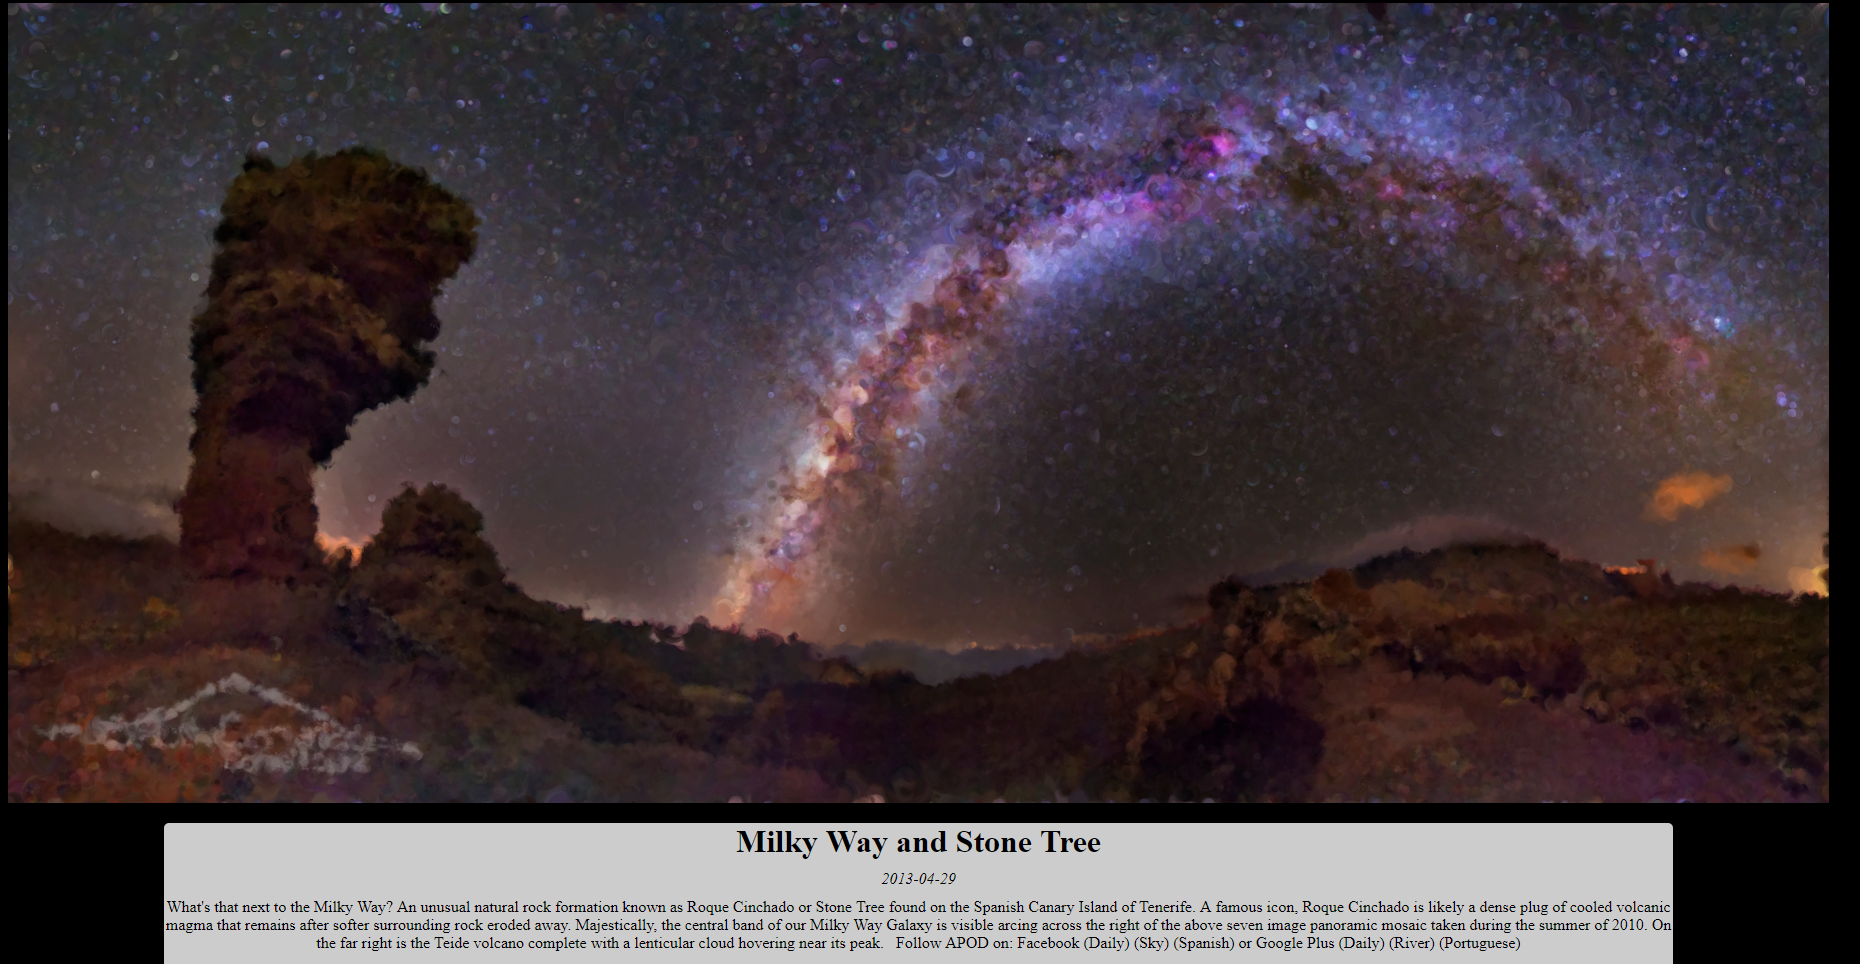 Milky Way and Stone Tree
2013-04-29
What's that next to the Milky Way? An unusual natural rock formation known as Roque Cinchado or Stone Tree found on the Spanish Canary Island of Tenerife. A famous icon, Roque Cinchado is likely a dense plug of cooled volcanic
magma that remains after softer surrounding rock eroded away. Majestically, the central band of our Milky Way Galaxy is visible arcing across the right of the above seven image panoramic mosaic taken during the summer of 2010. On
the far right is the Teide volcano complete with a lenticular cloud hovering near its peak.   Follow APOD on: Facebook (Daily) (Sky) (Spanish) or Google Plus (Daily) (River) (Portuguese)